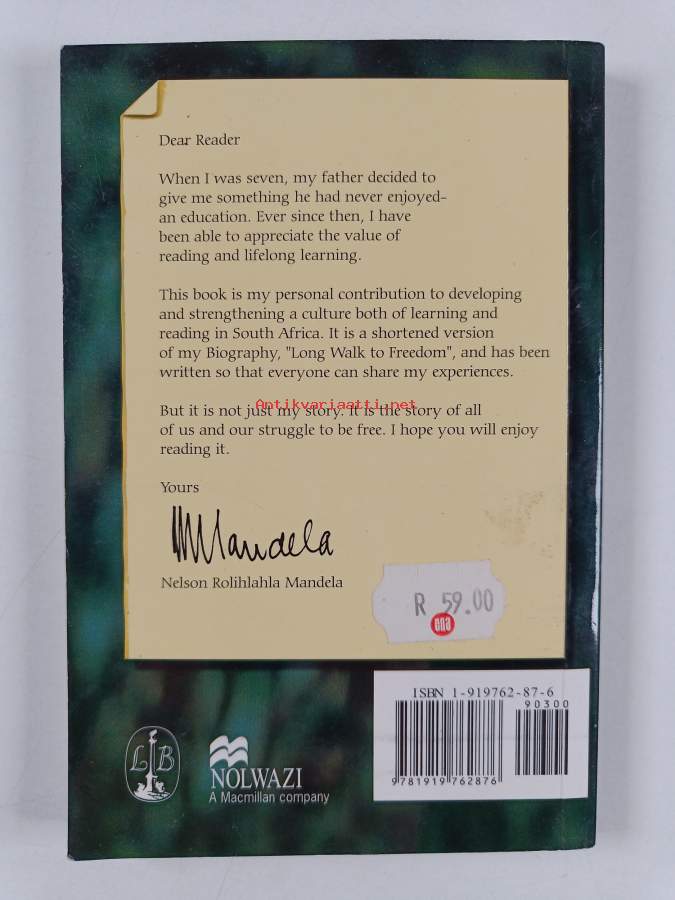 Dear Reader
When I was seven, my father decided to
give me something he had never enjoyed-
an education. Ever since then, I have
been able to appreciate the value of
reading and lifelong learning.
This book is my personal contribution to developing
and strengthening a culture both of learning and
reading in South Africa. It is a shortened version
of my Biography, "Long Walk to Freedom", and has been
written so that everyone can share my experiences.
Antikvariaatti.net
But it is not just my story. It is the story of all
of us and our struggle to be free. I hope you will enjoy
reading it.
Yours
Mandela
Nelson Rolihlahla Mandela
R 59.00
cna
ISBN 1-919762-87-6
90300
9781919762876
LB
NOLWAZI
A Macmillan company